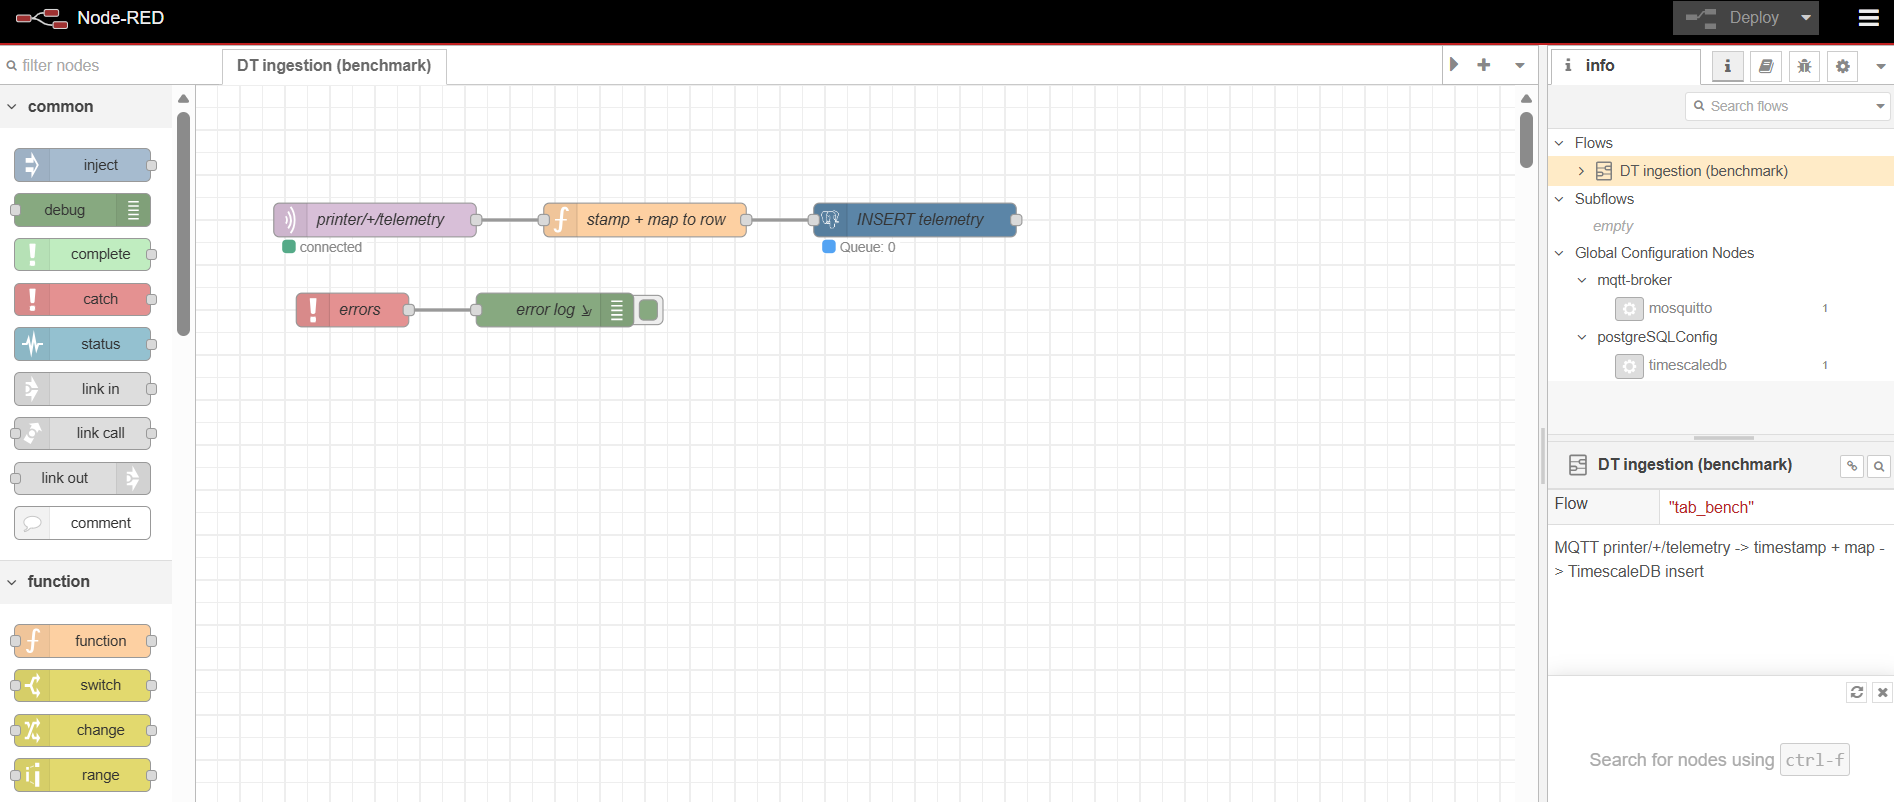 Node-RED
Deploy
filter nodes
DT ingestion (benchmark)
info
common
Search flows
inject
debug
complete
catch
status
link in
link call
link out
comment
function
function
switch
change
range
printer/+/telemetry
connected
stamp + map to row
INSERT telemetry
Queue: 0
errors
error log
Flows
DT ingestion (benchmark)
Subflows
empty
Global Configuration Nodes
mqtt-broker
mosquitto 1
postgreSQLConfig
timescaledb 1
DT ingestion (benchmark)
Flow "tab_bench"
MQTT printer/+/telemetry -> timestamp + map -
> TimescaleDB insert
Search for nodes using ctrl-f